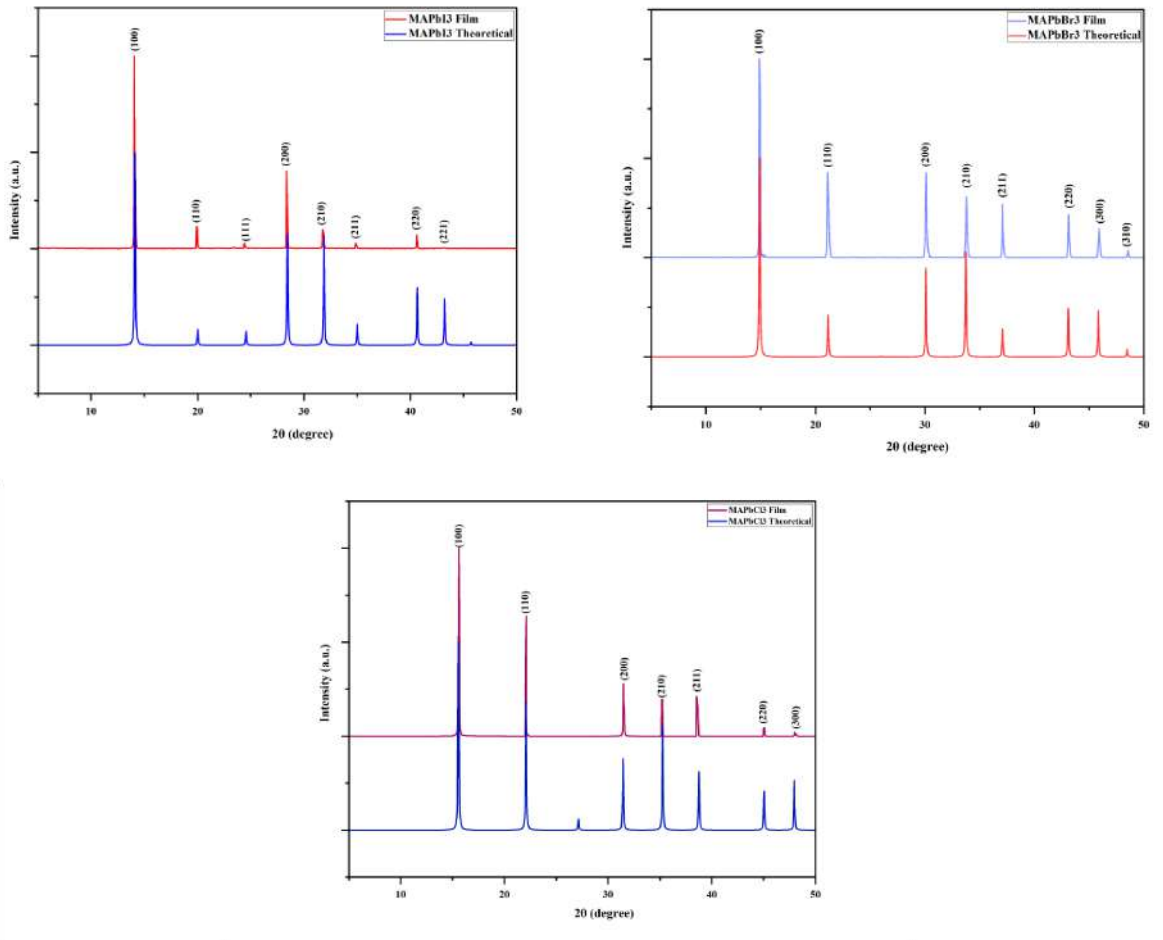 MAPbI3 Film
MAPbI3 Theoretical
(100)
(110)
(111)
(200)
(210)
(211)
(220)
(221)
Intensity (a.u.)
10 20 30 40 50
2θ (degree)
MAPbBr3 Film
MAPbBr3 Theoretical
(100)
(110)
(200)
(210)
(211)
(220)
(300)
(310)
Intensity (a.u.)
10 20 30 40 50
2θ (degree)
MAPbCl3 Film
MAPbCl3 Theoretical
(100)
(110)
(200)
(210)
(211)
(220)
(300)
Intensity (a.u.)
10 20 30 40 50
2θ (degree)